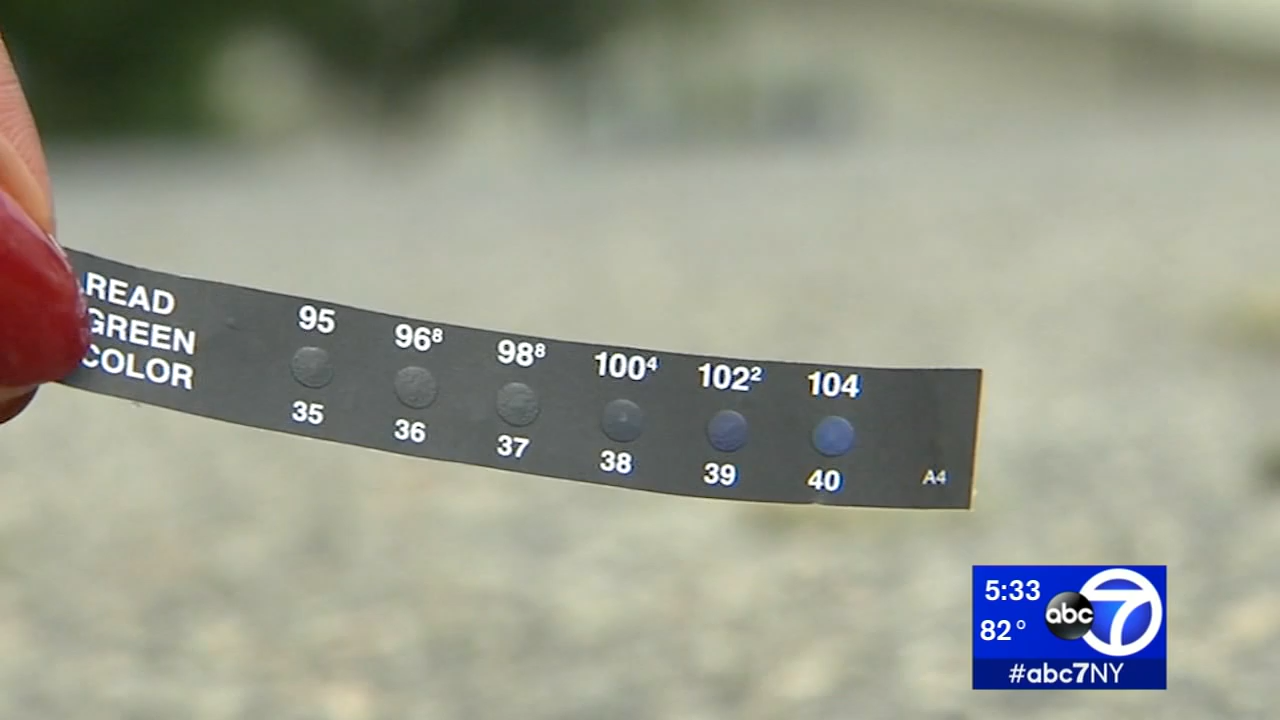 READ
GREEN
COLOR
95 96⁸ 98⁸ 100⁴ 102² 104
35 36 37 38 39 40
A4
5:33
82°
abc 7
#abc7NY